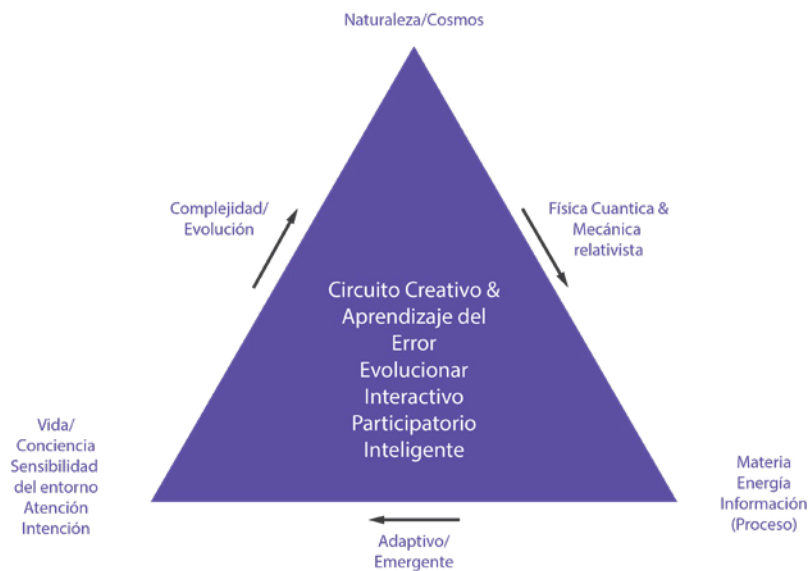 Naturaleza/Cosmos
Complejidad/
Evolución
Física Cuantica &
Mecánica
relativista
Circuito Creativo &
Aprendizaje del
Error
Evolucionar
Interactivo
Participatorio
Inteligente
Vida/
Conciencia
Sensibilidad
del entorno
Atención
Intención
Materia
Energía
Información
(Proceso)
Adaptivo/
Emergente